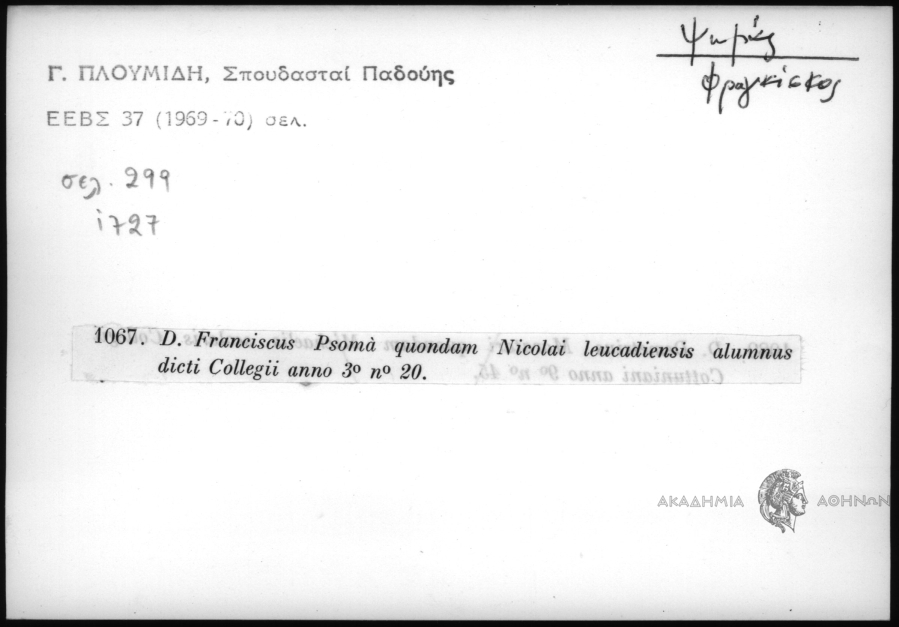 Ψωμάς
Φραγκίσκος
Γ. ΠΛΟΥΜΙΔΗ, Σπουδασταί Παδούης
ΕΕΒΣ 37 (1969-70) σελ.
σελ. 299
1727
1067. D. Franciscus Psomà quondam Nicolai leucadiensis alumnus
dicti Collegii anno 3º nº 20.
ΑΚΑΔΗΜΙΑ ΑΘΗΝΩΝ